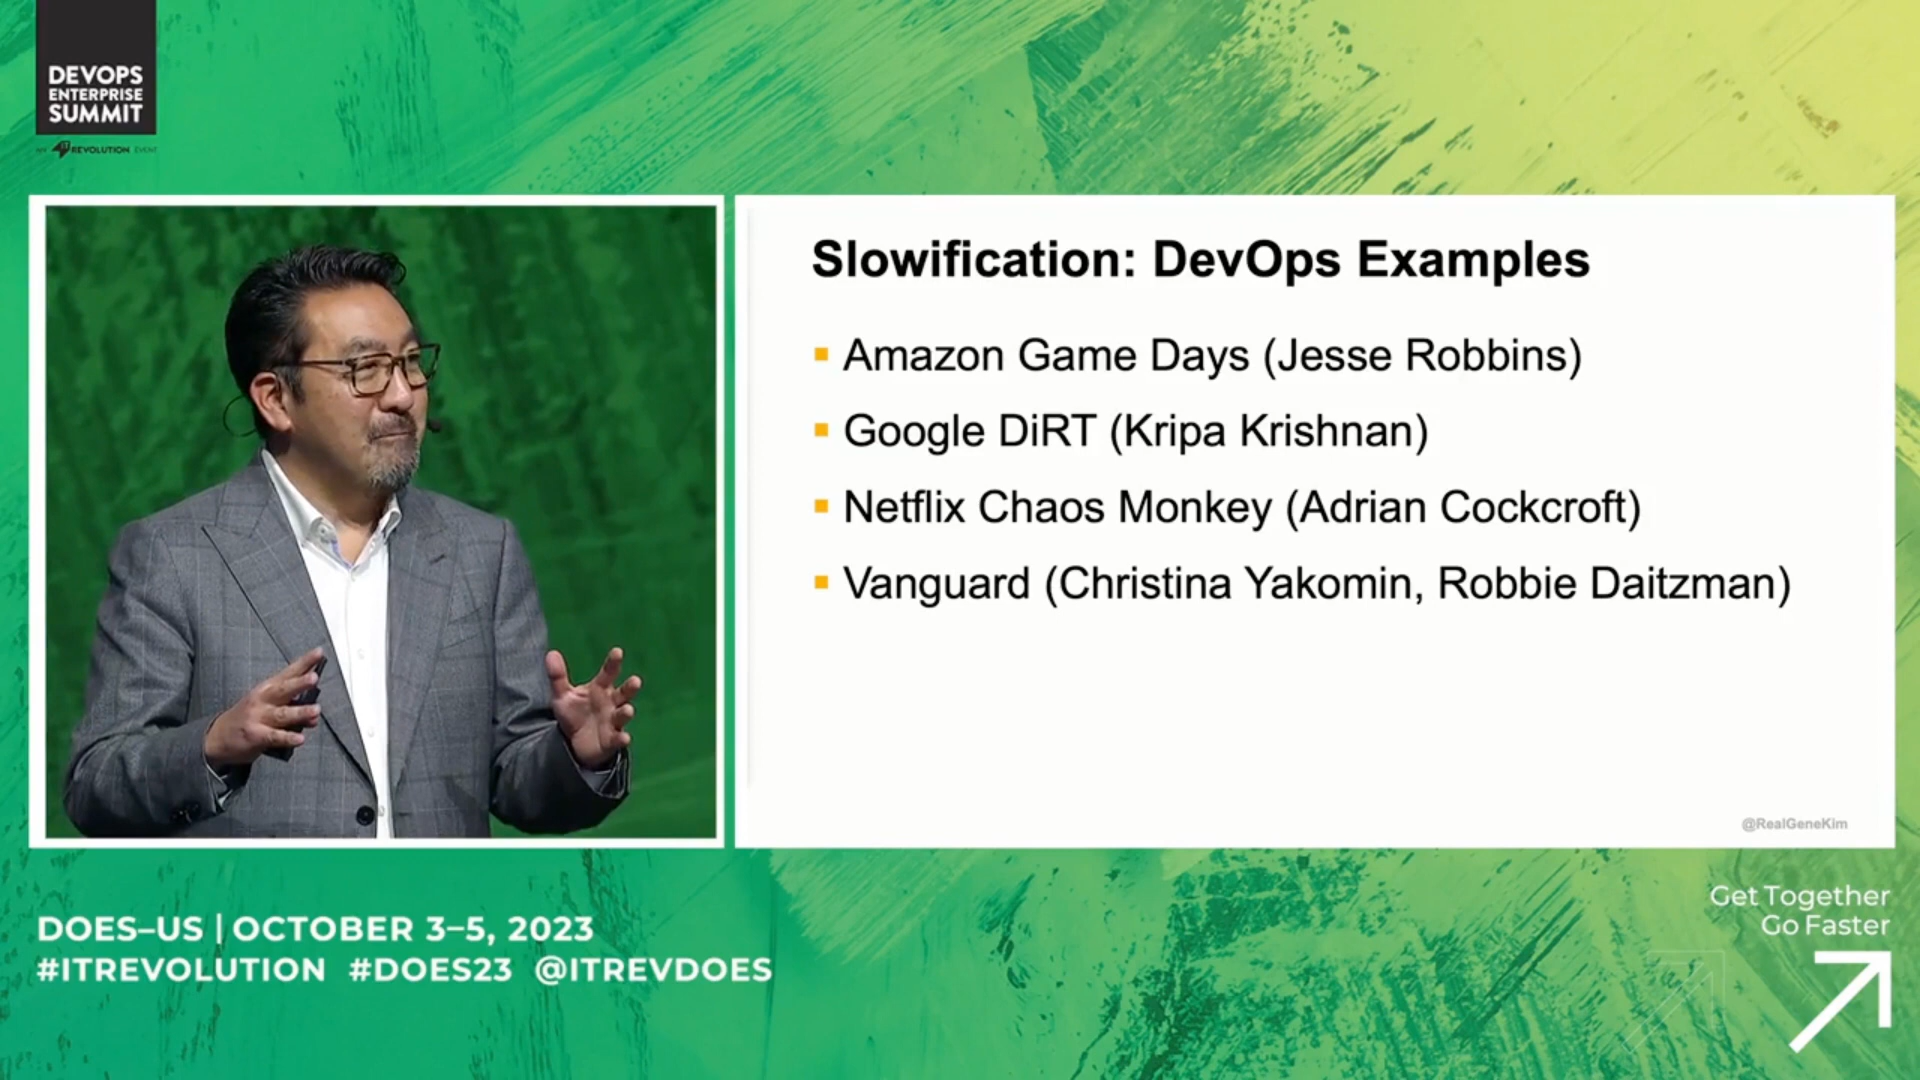 DEVOPS
ENTERPRISE
SUMMIT
REVOLUTION EVENT
Slowification: DevOps Examples
Amazon Game Days (Jesse Robbins)
Google DiRT (Kripa Krishnan)
Netflix Chaos Monkey (Adrian Cockcroft)
Vanguard (Christina Yakomin, Robbie Daitzman)
@RealGeneKim
DOES–US | OCTOBER 3–5, 2023
#ITREVOLUTION #DOES23 @ITREVDOES
Get Together
Go Faster